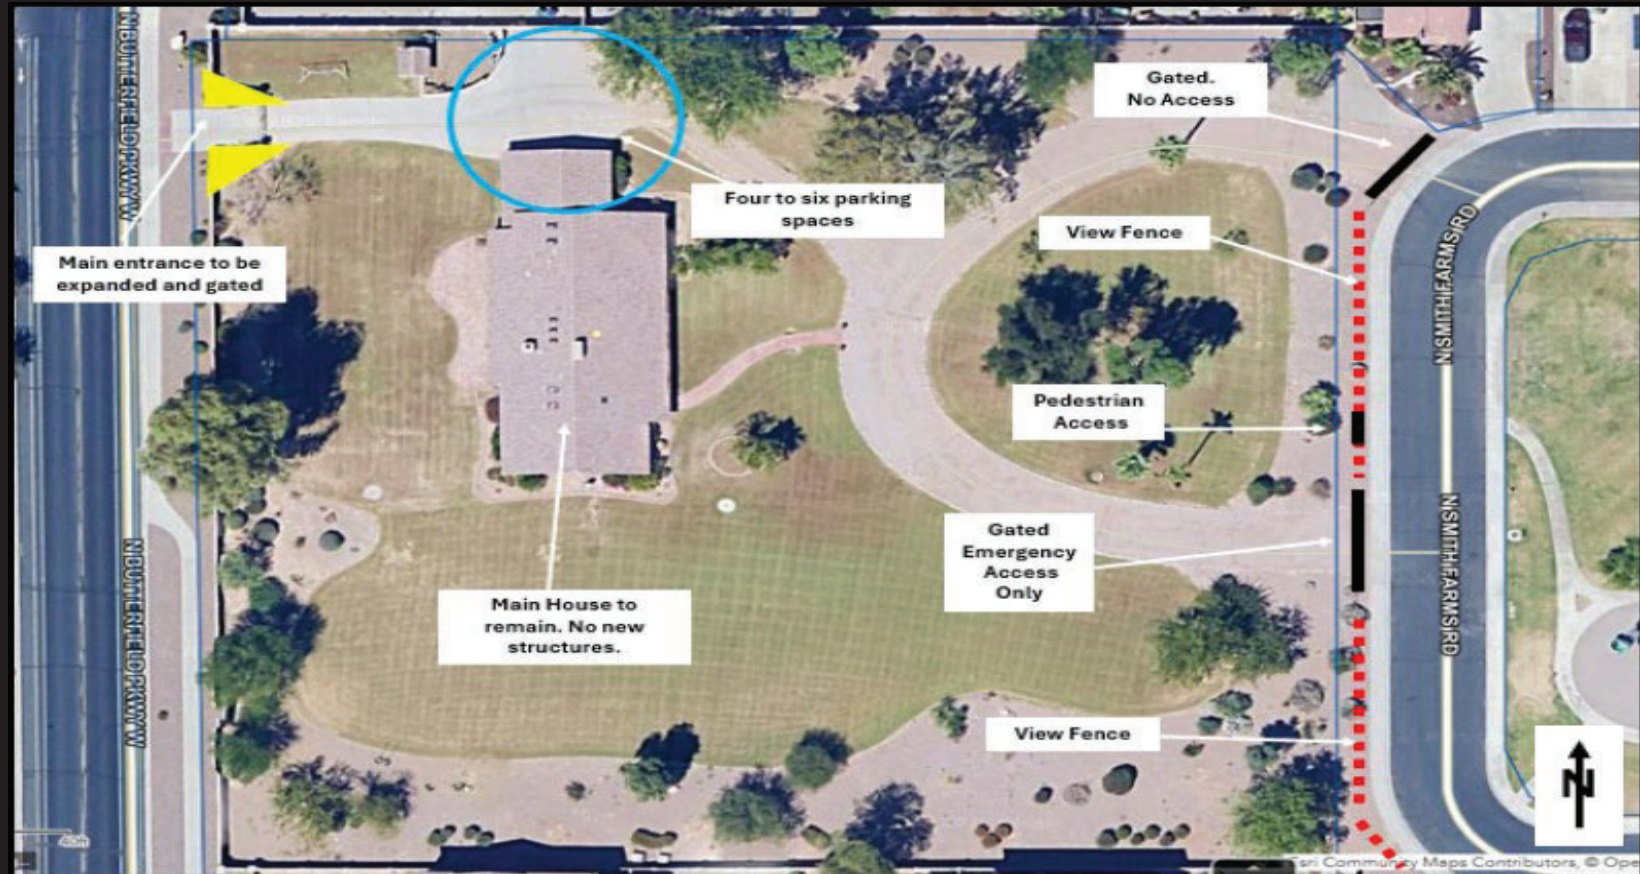 N BUTTERFIELD PKWY W
Gated.
No Access
Four to six parking
spaces
View Fence
Main entrance to be
expanded and gated
N SMITH FARMS RD
Pedestrian
Access
Gated
Emergency
Access
Only
N SMITH FARMS RD
N BUTTERFIELD PKWY W
Main House to
remain. No new
structures.
View Fence
N
40ft
Esri Community Maps Contributors, © Ope